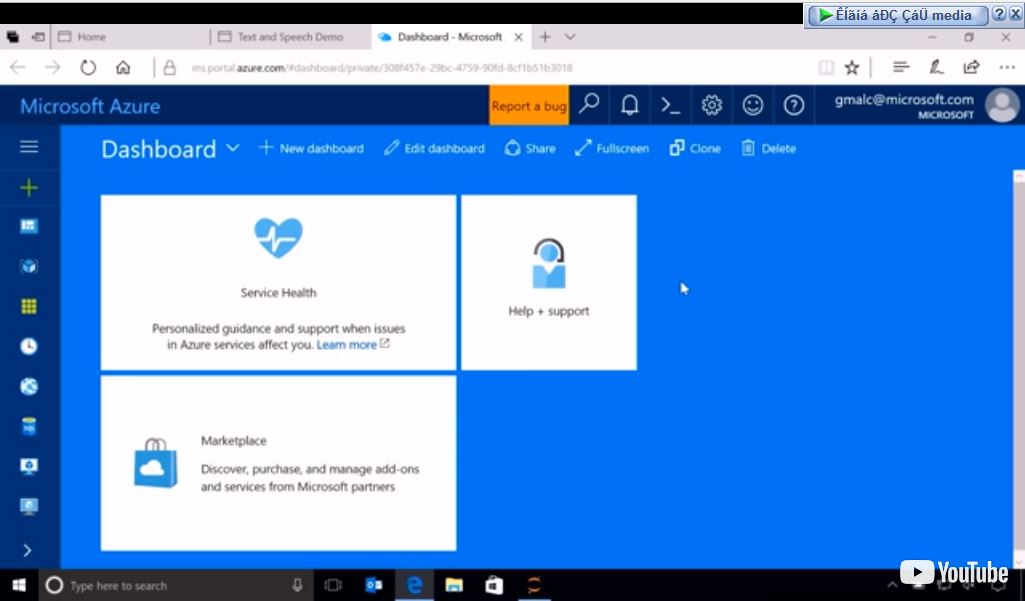 ÊÍãíá åÐÇ ÇáÜ media ? X
Home
Text and Speech Demo
Dashboard - Microsoft
ms.portal.azure.com/#dashboard/private/308f457e-29bc-4759-90fd-8cf1b51b3018
Microsoft Azure
Report a bug
gmalc@microsoft.com
MICROSOFT
Dashboard
New dashboard
Edit dashboard
Share
Fullscreen
Clone
Delete
Service Health
Personalized guidance and support when issues
in Azure services affect you. Learn more
Help + support
Marketplace
Discover, purchase, and manage add-ons
and services from Microsoft partners
SQL
Type here to search
YouTube